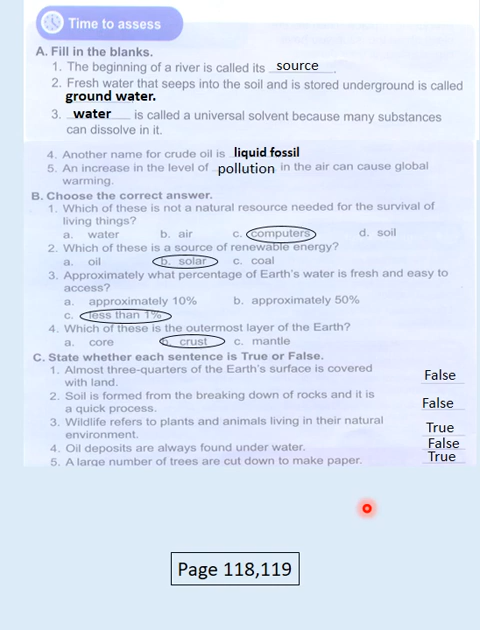 Time to assess
A. Fill in the blanks.
1. The beginning of a river is called its source.
2. Fresh water that seeps into the soil and is stored underground is called
ground water.
3. water is called a universal solvent because many substances
can dissolve in it.
4. Another name for crude oil is liquid fossil
5. An increase in the level of pollution in the air can cause global
warming.
B. Choose the correct answer.
1. Which of these is not a natural resource needed for the survival of
living things?
a. water b. air c. computers d. soil
2. Which of these is a source of renewable energy?
a. oil b. solar c. coal
3. Approximately what percentage of Earth's water is fresh and easy to
access?
a. approximately 10% b. approximately 50%
c. less than 1%
4. Which of these is the outermost layer of the Earth?
a. core b. crust c. mantle
C. State whether each sentence is True or False.
1. Almost three-quarters of the Earth's surface is covered
with land. False
2. Soil is formed from the breaking down of rocks and it is
a quick process. False
3. Wildlife refers to plants and animals living in their natural
environment. True
4. Oil deposits are always found under water. False
5. A large number of trees are cut down to make paper. True
Page 118,119